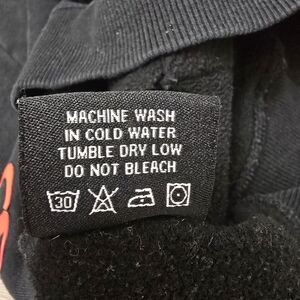 MACHINE WASH
IN COLD WATER
TUMBLE DRY LOW
DO NOT BLEACH
30